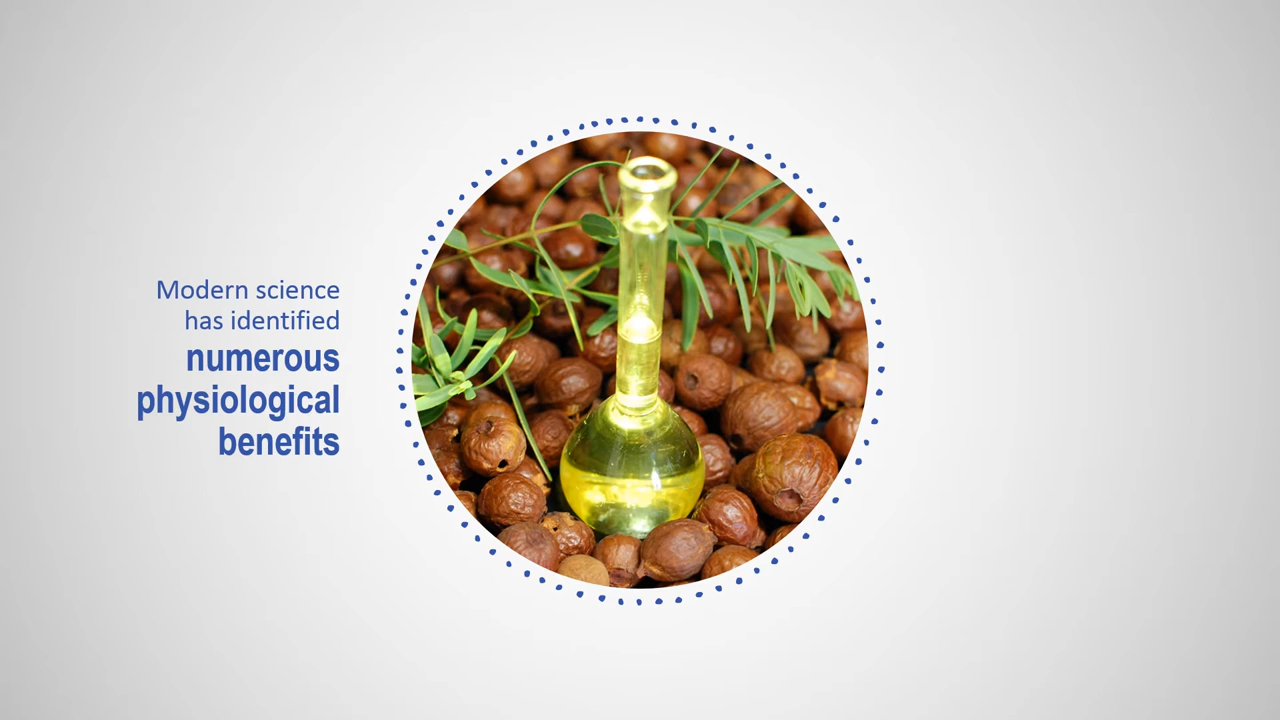 Modern science
has identified
numerous
physiological
benefits